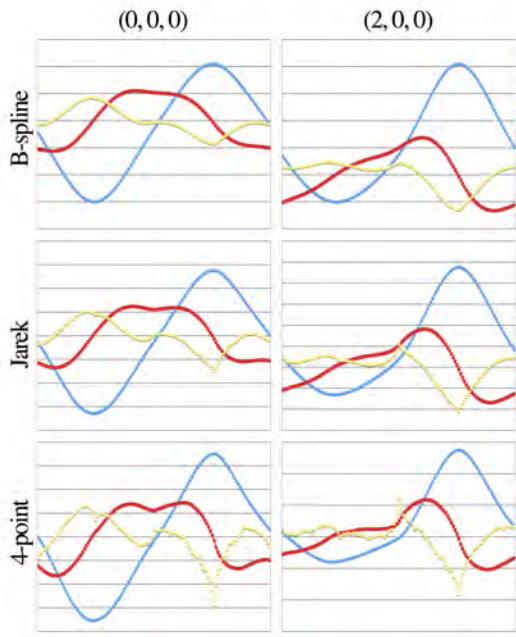 (0, 0, 0)
(2, 0, 0)
B-spline
Jarek
4-point